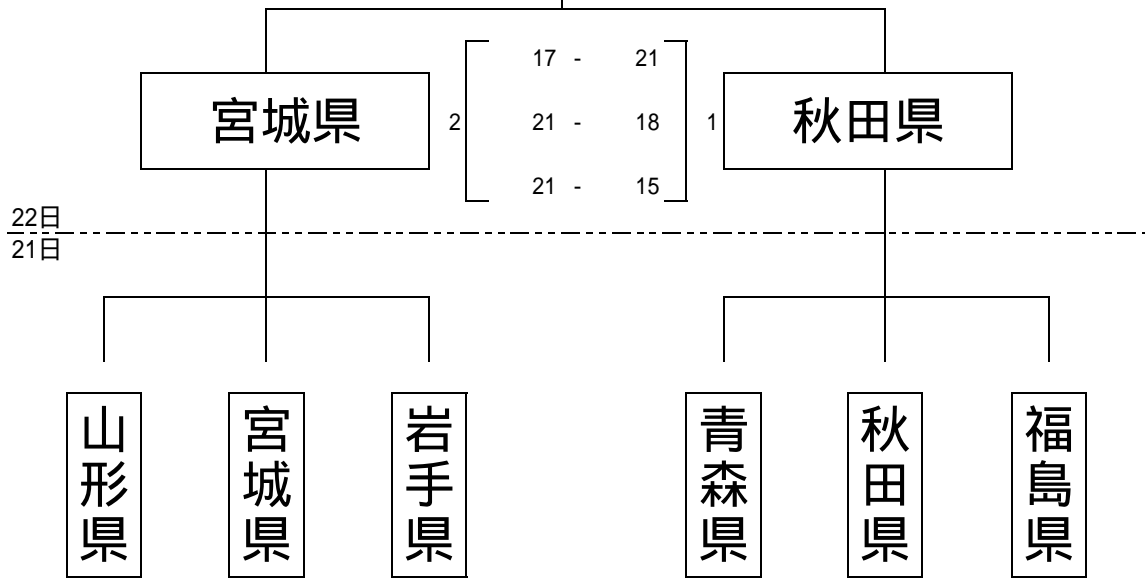 17 - 21
宮城県 2 21 - 18 1 秋田県
21 - 15
22日
21日
山形県
宮城県
岩手県
青森県
秋田県
福島県